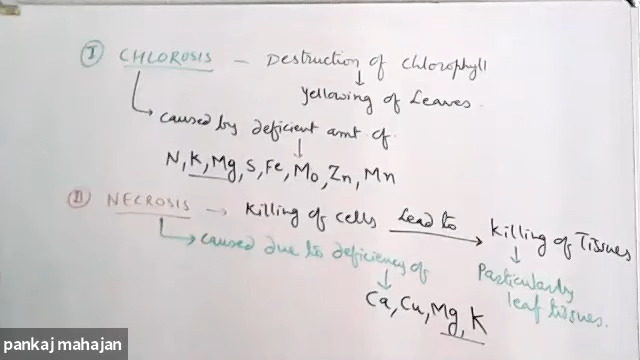 I CHLOROSIS – Destruction of chlorophyll
yellowing of Leaves.
caused by deficient amt of.
N, K, Mg, S, Fe, Mo, Zn, Mn
II NECROSIS → Killing of cells Lead to Killing of Tissues
caused due to deficiency of
Particularly
leaf tissues.
Ca, Cu, Mg, K
pankaj mahajan